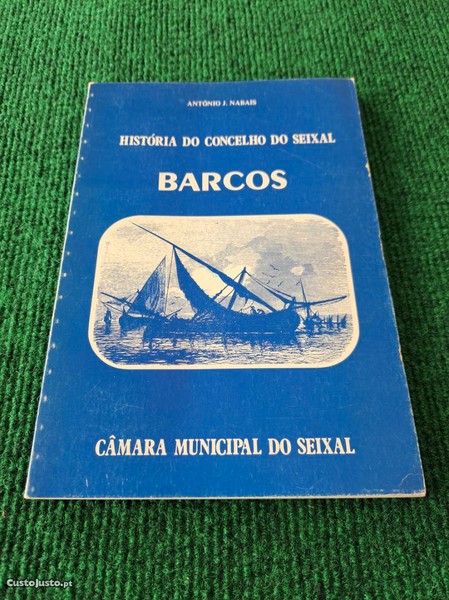 ANTÓNIO J. NABAIS
HISTÓRIA DO CONCELHO DO SEIXAL
BARCOS
CÂMARA MUNICIPAL DO SEIXAL
CustoJusto.pt